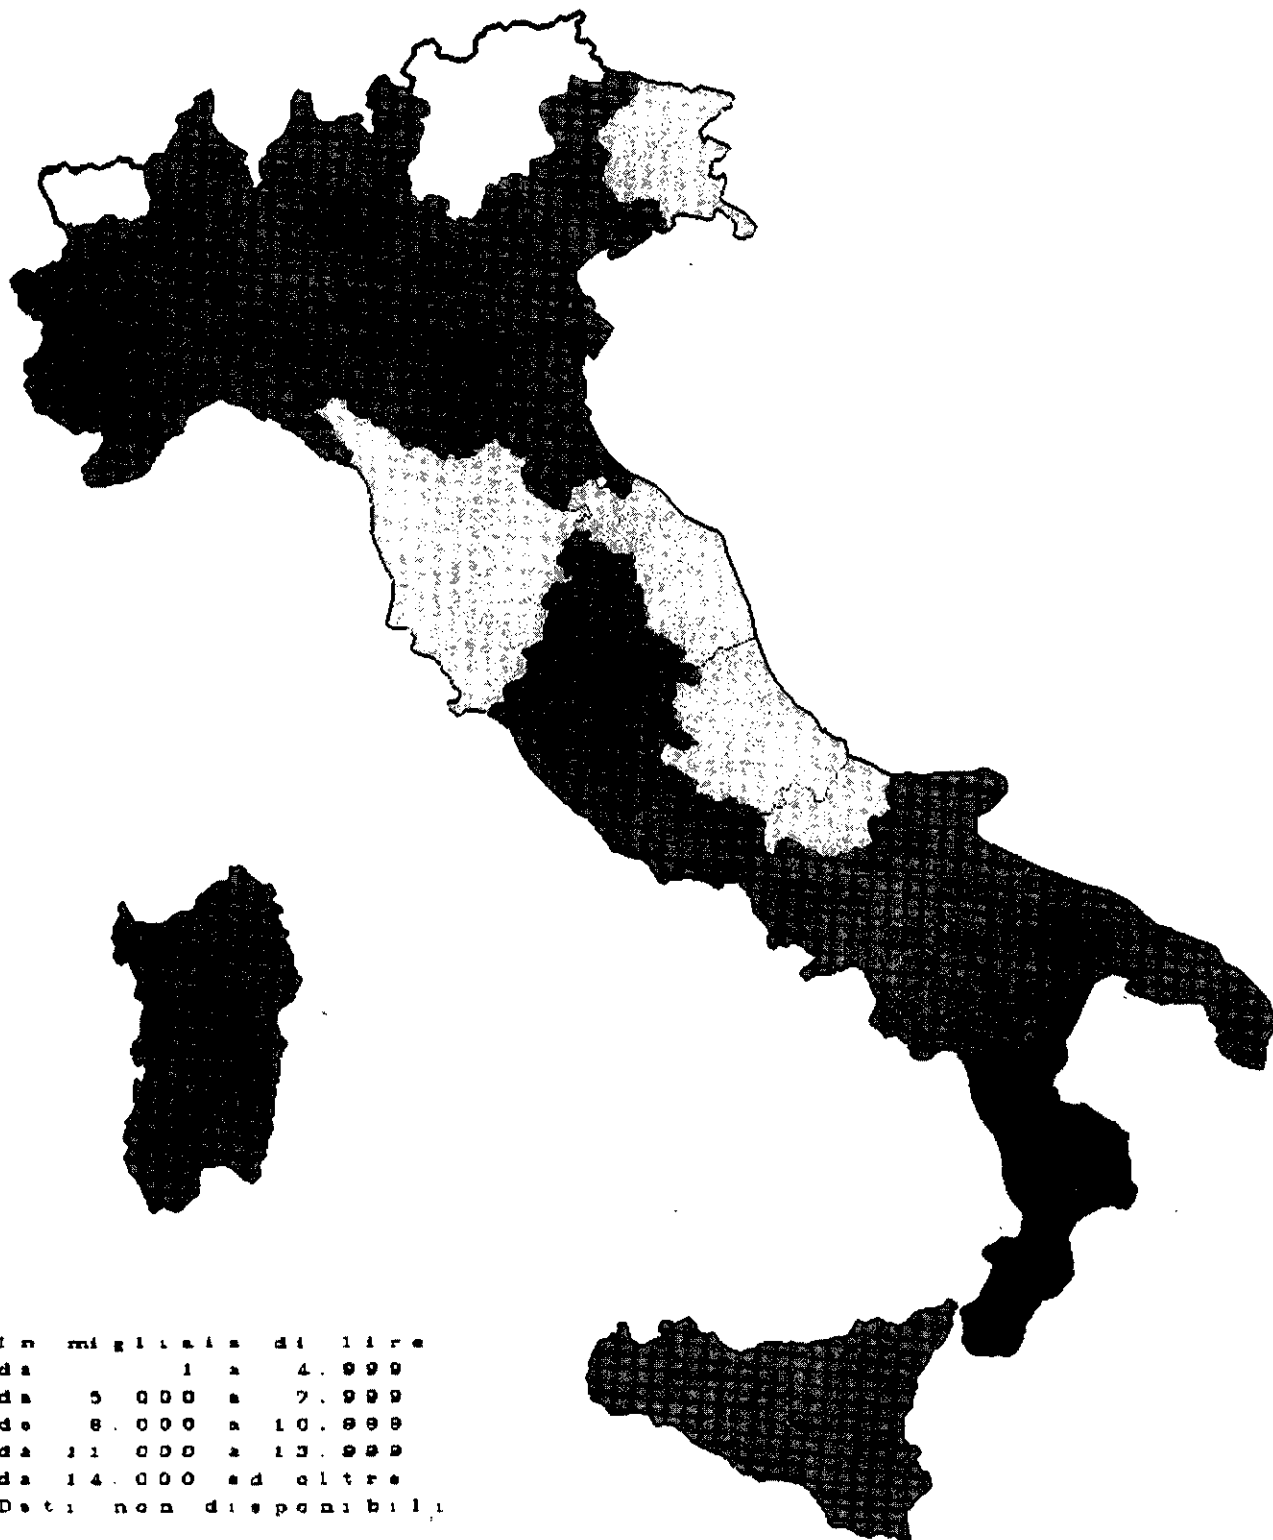 In migliaia di lire
da 1 a 4.999
da 5 000 a 7.999
da 8.000 a 10.999
da 11 000 a 13.999
da 14.000 ed oltre
Dati non disponibili